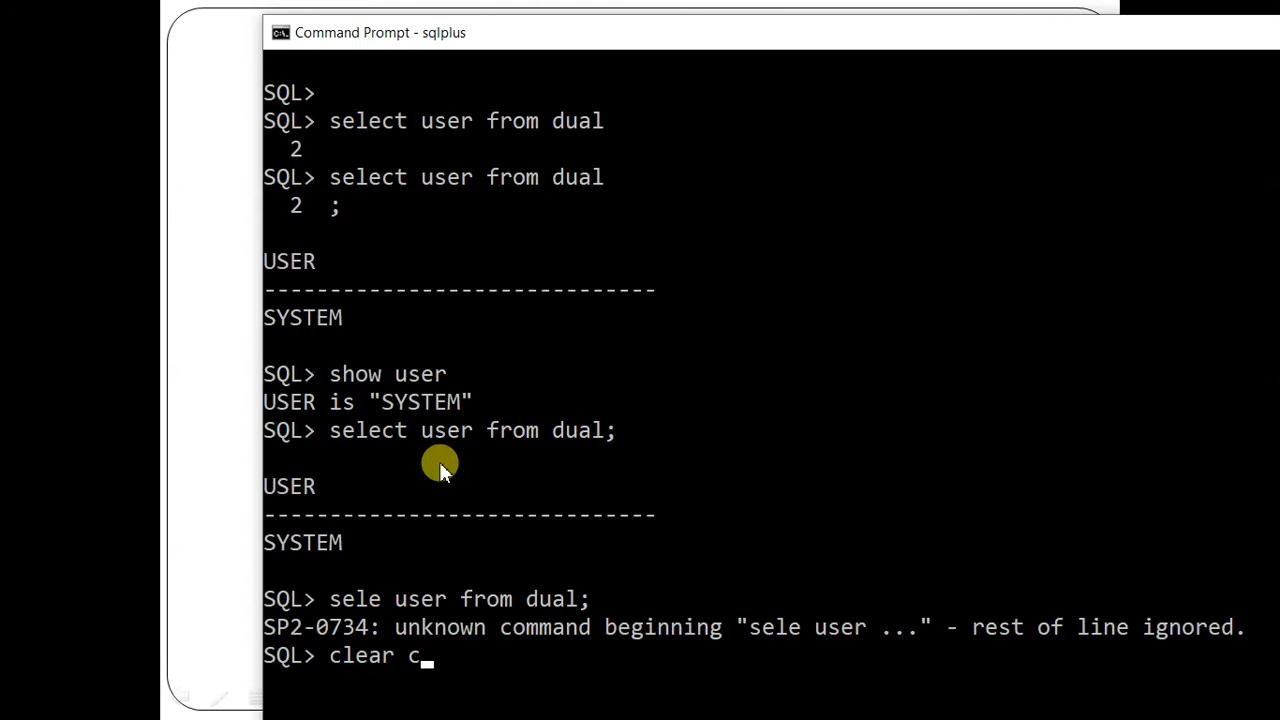 Command Prompt - sqlplus
SQL>
SQL> select user from dual
2
SQL> select user from dual
2 ;
USER
------------------------------
SYSTEM
SQL> show user
USER is "SYSTEM"
SQL> select user from dual;
USER
------------------------------
SYSTEM
SQL> sele user from dual;
SP2-0734: unknown command beginning "sele user ..." - rest of line ignored.
SQL> clear c